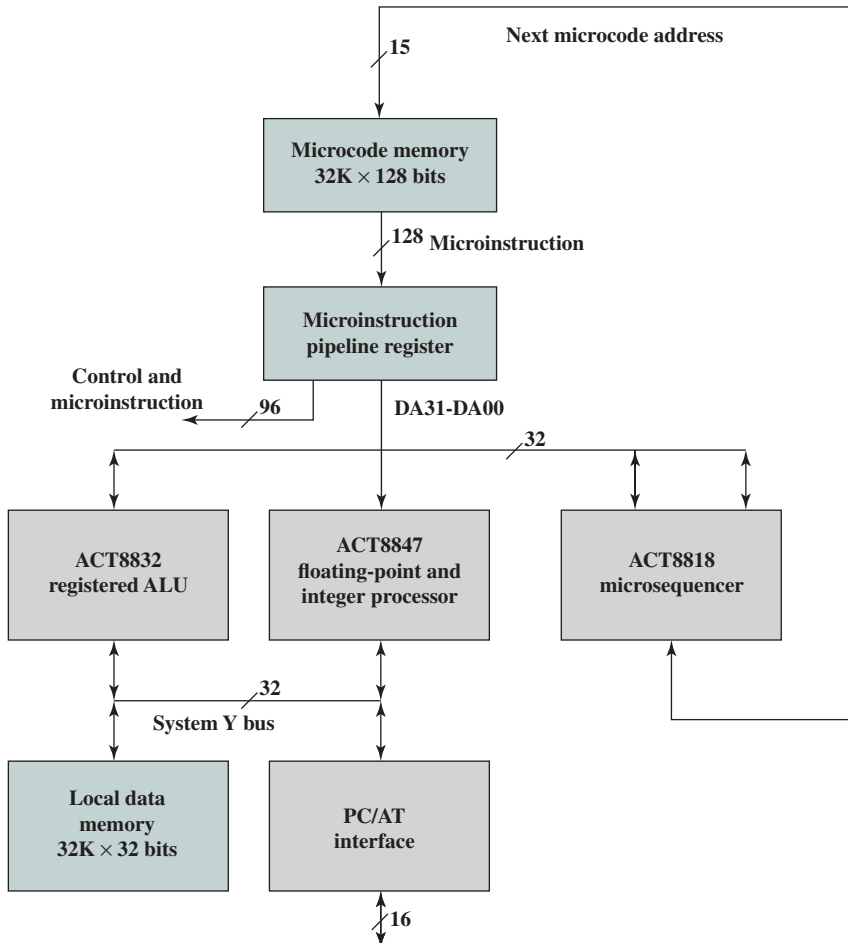 Next microcode address
15
Microcode memory
32K × 128 bits
128
Microinstruction
Microinstruction
pipeline register
Control and
microinstruction
96
DA31-DA00
32
ACT8832
registered ALU
ACT8847
floating-point and
integer processor
ACT8818
microsequencer
32
System Y bus
Local data
memory
32K × 32 bits
PC/AT
interface
16